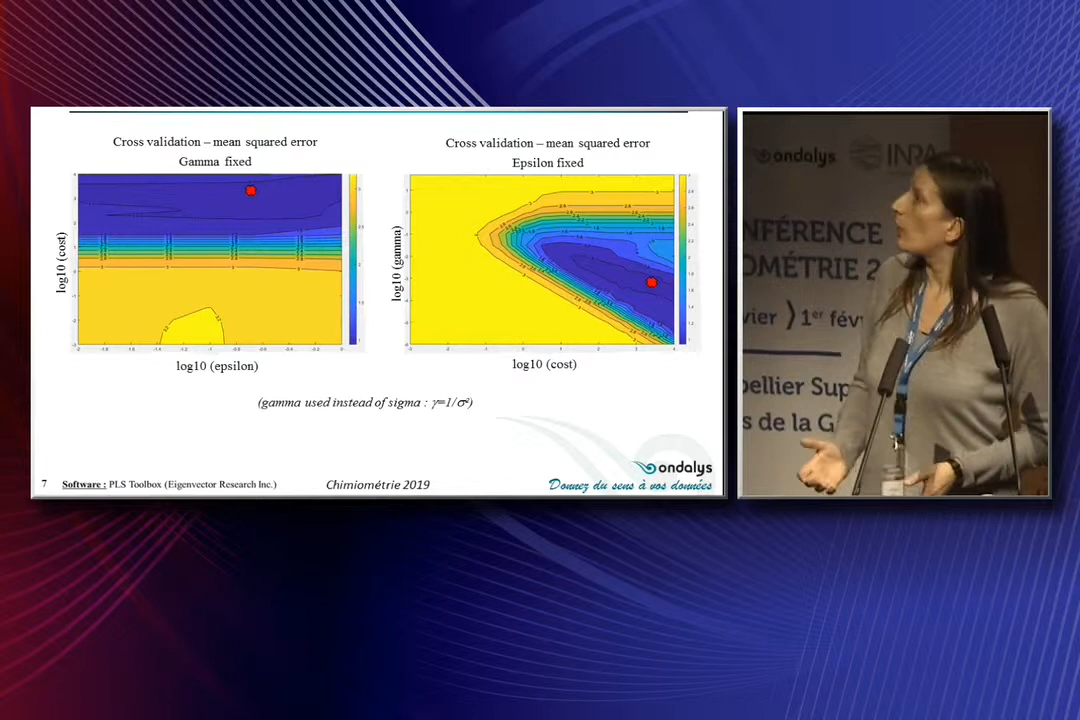 Cross validation – mean squared error
Gamma fixed
log10 (cost)
log10 (epsilon)
Cross validation – mean squared error
Epsilon fixed
log10 (gamma)
log10 (cost)
(gamma used instead of sigma : γ=1/σ²)
ondalys
Donnez du sens à vos données
7 Software : PLS Toolbox (Eigenvector Research Inc.)
Chimiométrie 2019
ondalys INRA
NFÉRENCE
OMÉTRIE 2
vier ⟩ 1er févr
pellier Sup
s de la G